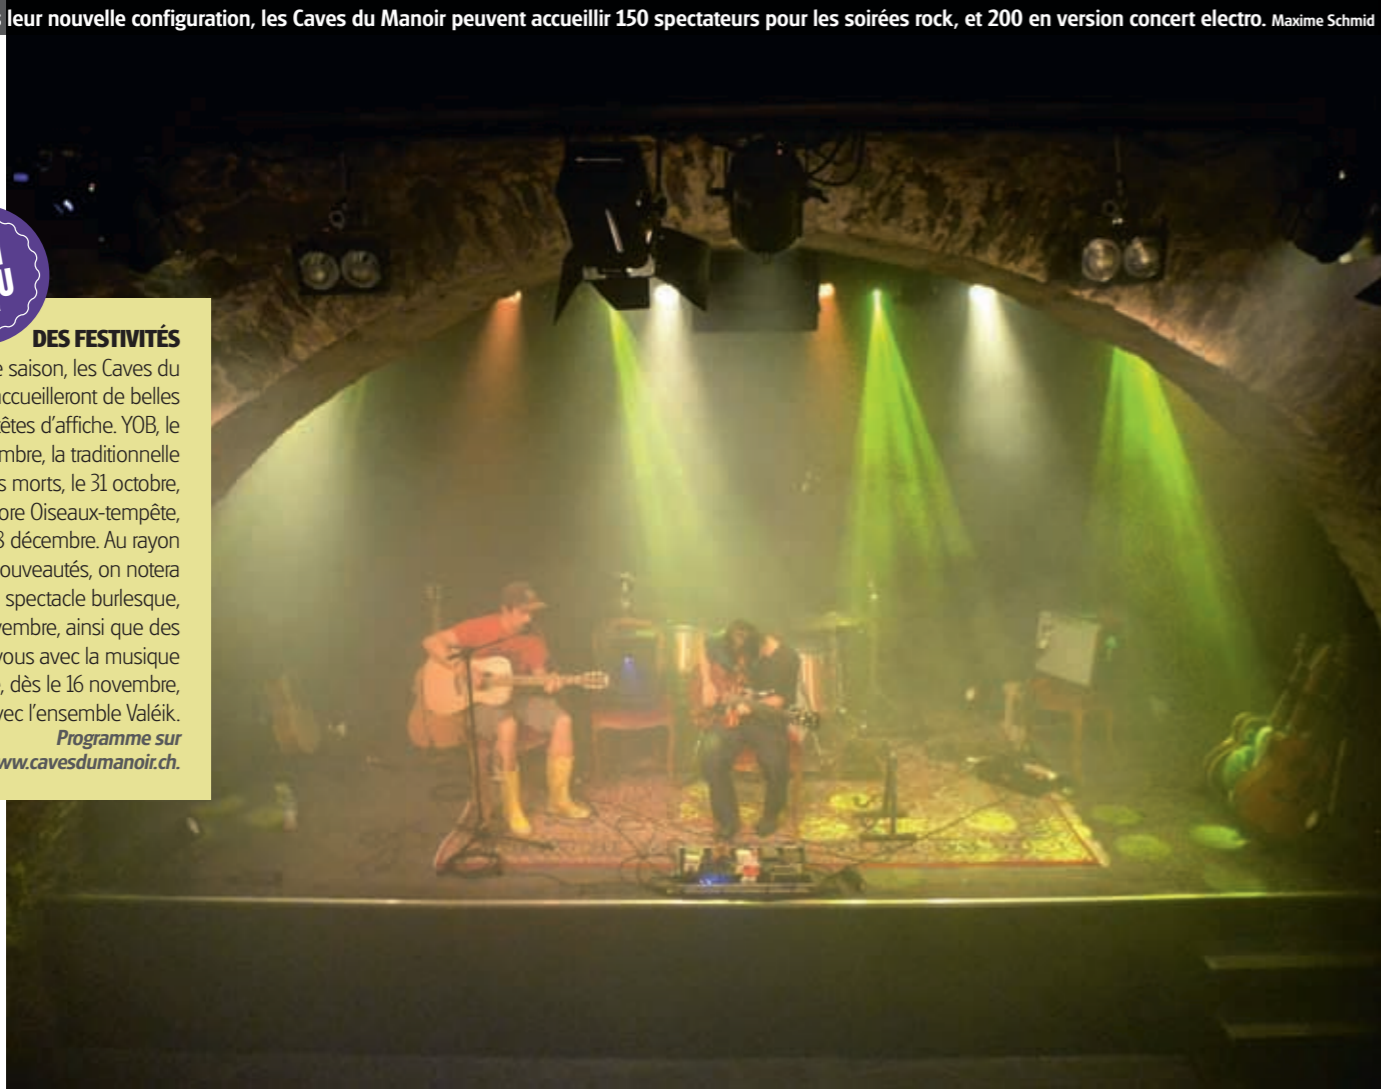 leur nouvelle configuration, les Caves du Manoir peuvent accueillir 150 spectateurs pour les soirées rock, et 200 en version concert electro. Maxime Schmid
U
DES FESTIVITÉS
saison, les Caves du
accueilleront de belles
têtes d'affiche. YOB, le
mbre, la traditionnelle
s morts, le 31 octobre,
ore Oiseaux-tempête,
8 décembre. Au rayon
ouveautés, on notera
spectacle burlesque,
embre, ainsi que des
vous avec la musique
, dès le 16 novembre,
vec l'ensemble Valéik.
Programme sur
ww.cavesdumanoir.ch.